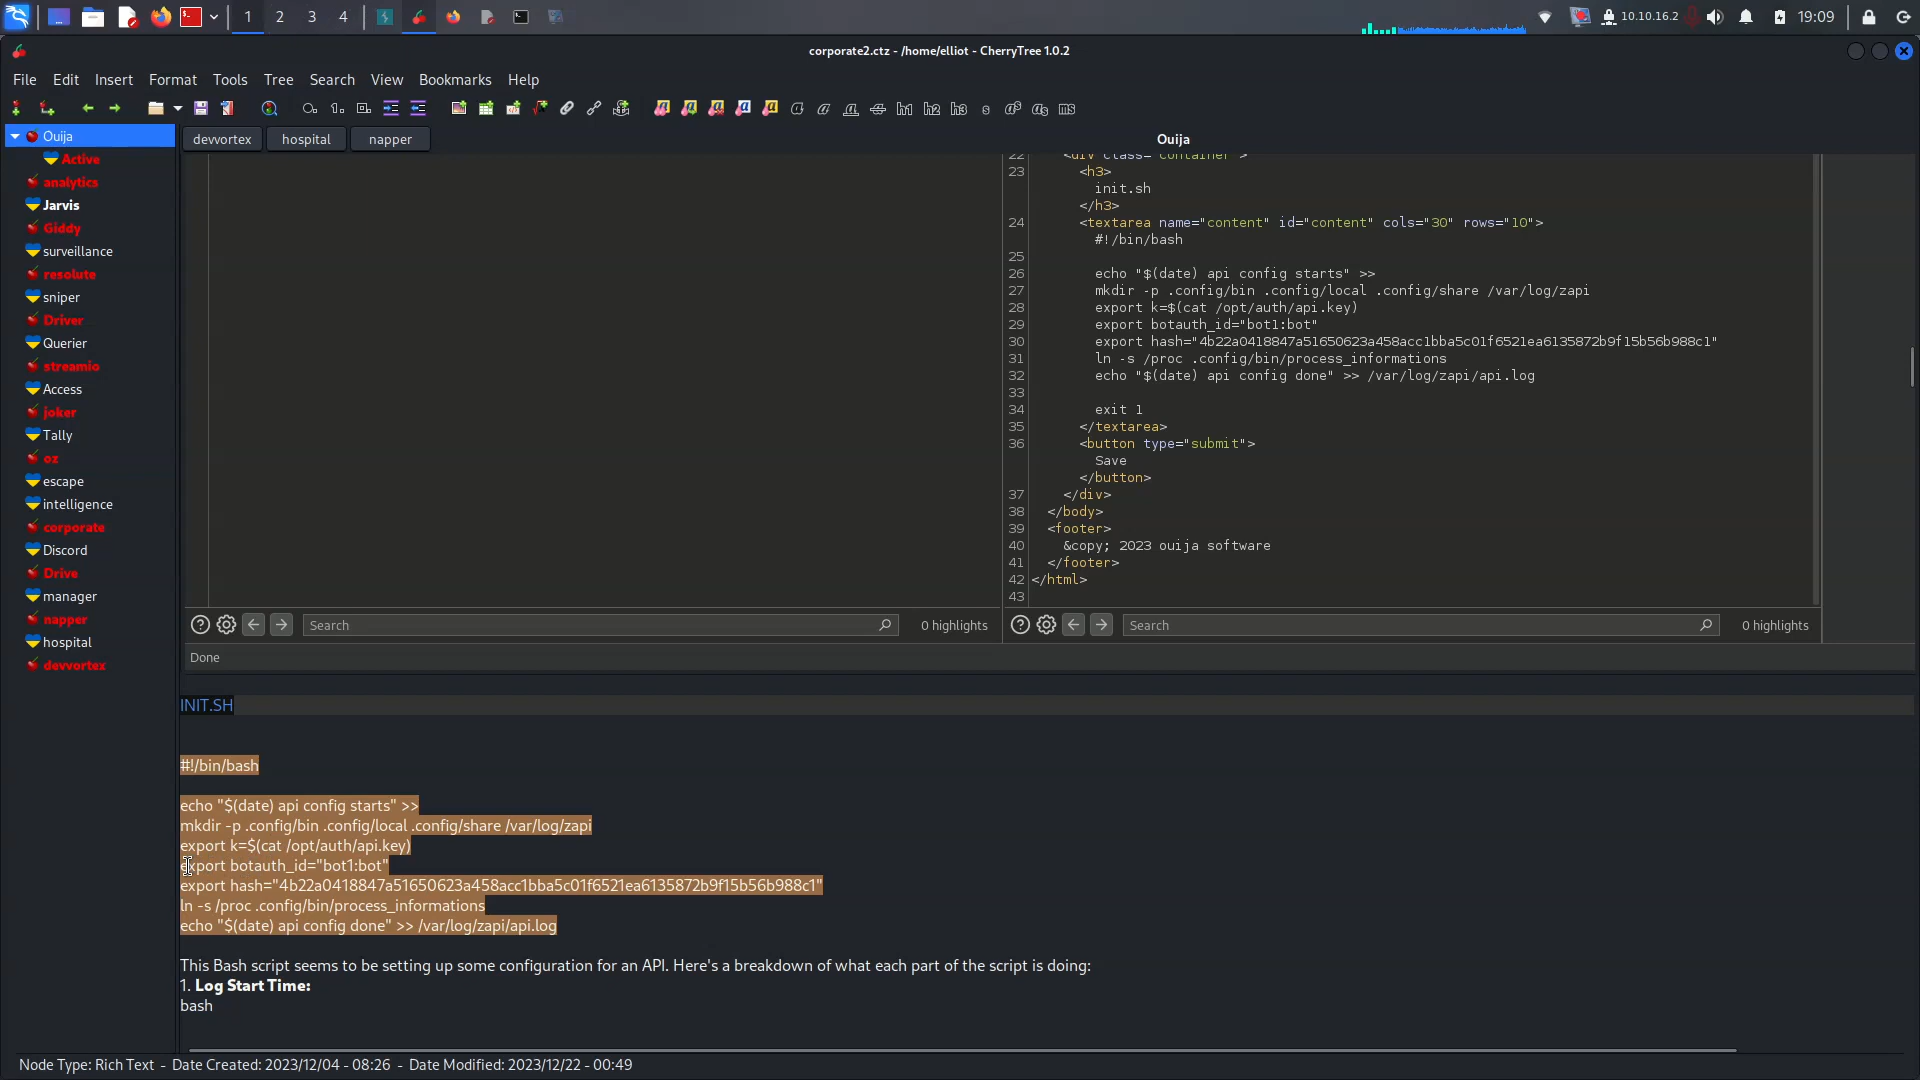 1
2
3
4
10.10.16.2
19:09
corporate2.ctz - /home/elliot - CherryTree 1.0.2
File Edit Insert Format Tools Tree Search View Bookmarks Help
Ouija
Active
analytics
Jarvis
Giddy
surveillance
resolute
sniper
Driver
Querier
streamio
Access
joker
Tally
oz
escape
intelligence
corporate
Discord
Drive
manager
napper
hospital
devvortex
devvortex hospital napper
Ouija
22 <div class="container">
23 <h3>
init.sh
</h3>
24 <textarea name="content" id="content" cols="30" rows="10">
#!/bin/bash
25
26 echo "$(date) api config starts" >>
27 mkdir -p .config/bin .config/local .config/share /var/log/zapi
28 export k=$(cat /opt/auth/api.key)
29 export botauth_id="bot1:bot"
30 export hash="4b22a0418847a51650623a458acc1bba5c01f6521ea6135872b9f15b56b988c1"
31 ln -s /proc .config/bin/process_informations
32 echo "$(date) api config done" >> /var/log/zapi/api.log
33
34 exit 1
35 </textarea>
36 <button type="submit">
Save
</button>
37 </div>
38 </body>
39 <footer>
40 &copy; 2023 ouija software
41 </footer>
42 </html>
43
Search 0 highlights
Search 0 highlights
Done
INIT.SH
#!/bin/bash
echo "$(date) api config starts" >>
mkdir -p .config/bin .config/local .config/share /var/log/zapi
export k=$(cat /opt/auth/api.key)
export botauth_id="bot1:bot"
export hash="4b22a0418847a51650623a458acc1bba5c01f6521ea6135872b9f15b56b988c1"
ln -s /proc .config/bin/process_informations
echo "$(date) api config done" >> /var/log/zapi/api.log
This Bash script seems to be setting up some configuration for an API. Here's a breakdown of what each part of the script is doing:
1. Log Start Time:
bash
Node Type: Rich Text - Date Created: 2023/12/04 - 08:26 - Date Modified: 2023/12/22 - 00:49